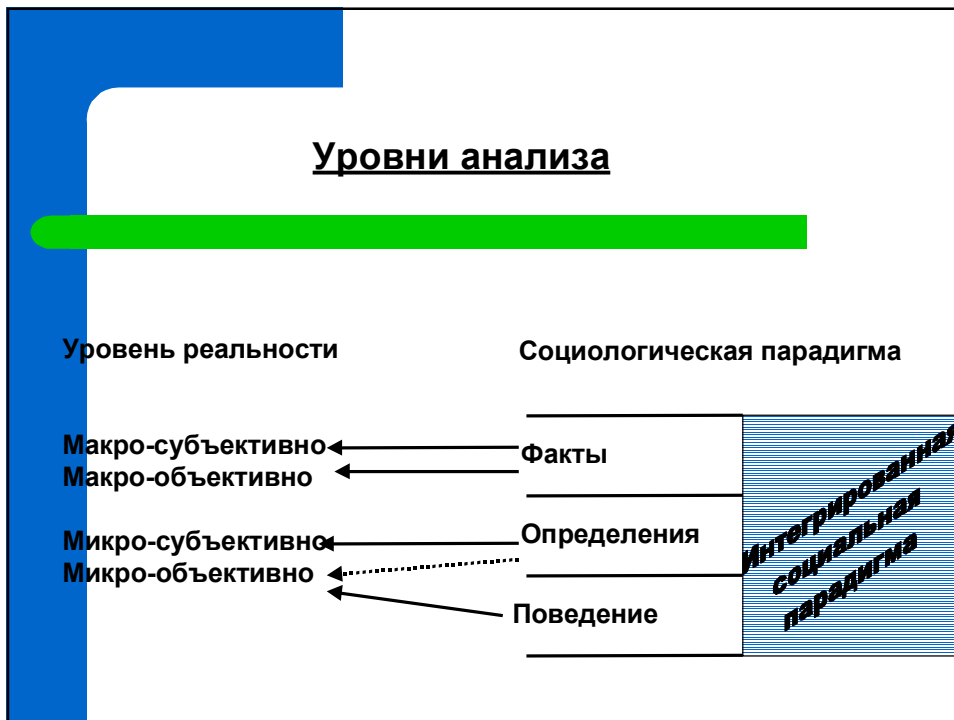 Уровни анализа
Уровень реальности
Социологическая парадигма
Макро-субъективно
Макро-объективно
Микро-субъективно
Микро-объективно
Факты
Определения
Поведение
Интегрированная
социальная
парадигма